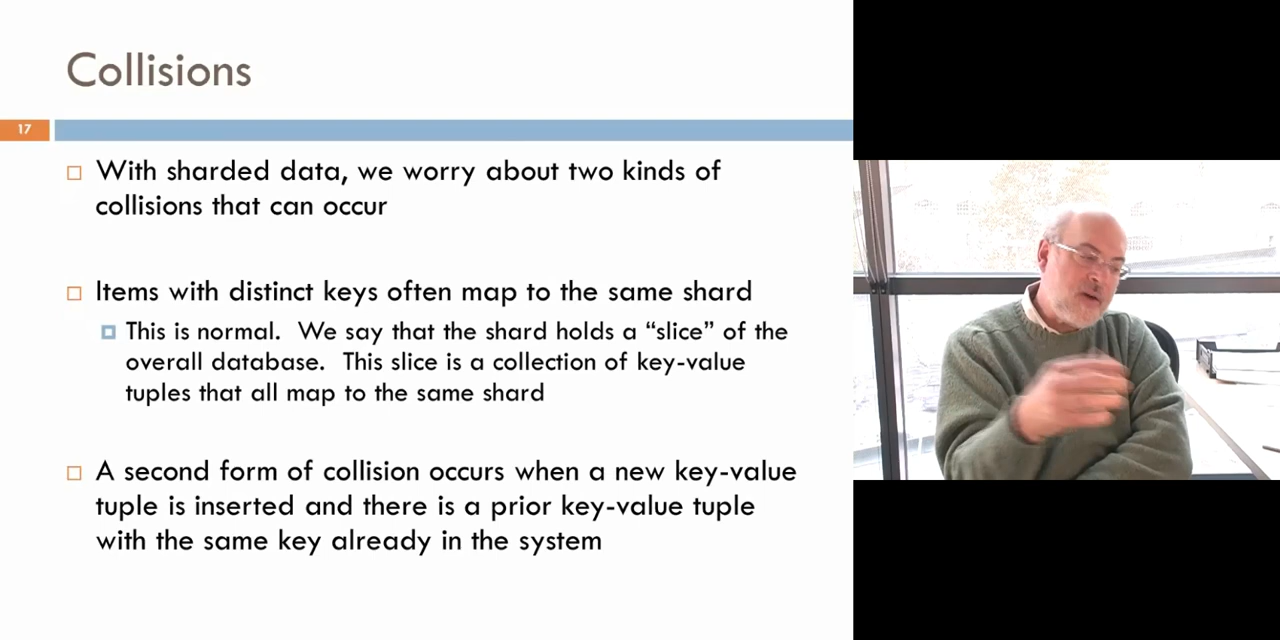 Collisions
17
With sharded data, we worry about two kinds of
collisions that can occur
Items with distinct keys often map to the same shard
This is normal.  We say that the shard holds a “slice” of the
overall database.  This slice is a collection of key-value
tuples that all map to the same shard
A second form of collision occurs when a new key-value
tuple is inserted and there is a prior key-value tuple
with the same key already in the system